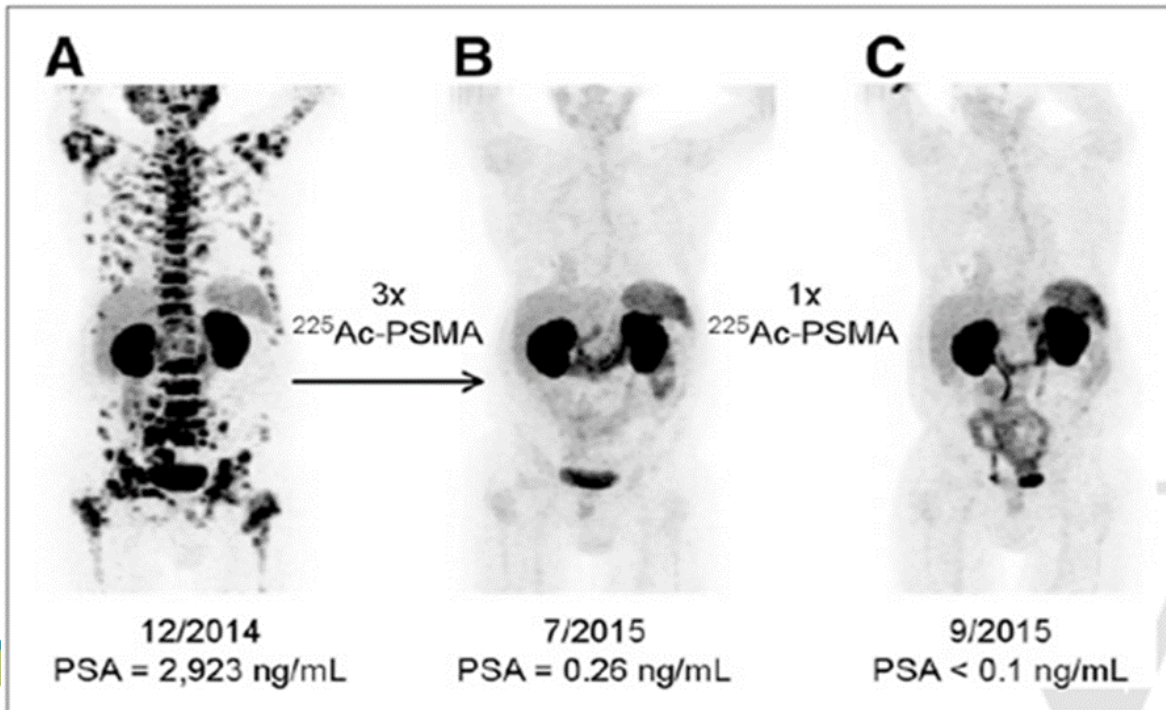 A
B
C
3x
²²⁵Ac-PSMA
1x
²²⁵Ac-PSMA
12/2014
PSA = 2,923 ng/mL
7/2015
PSA = 0.26 ng/mL
9/2015
PSA < 0.1 ng/mL